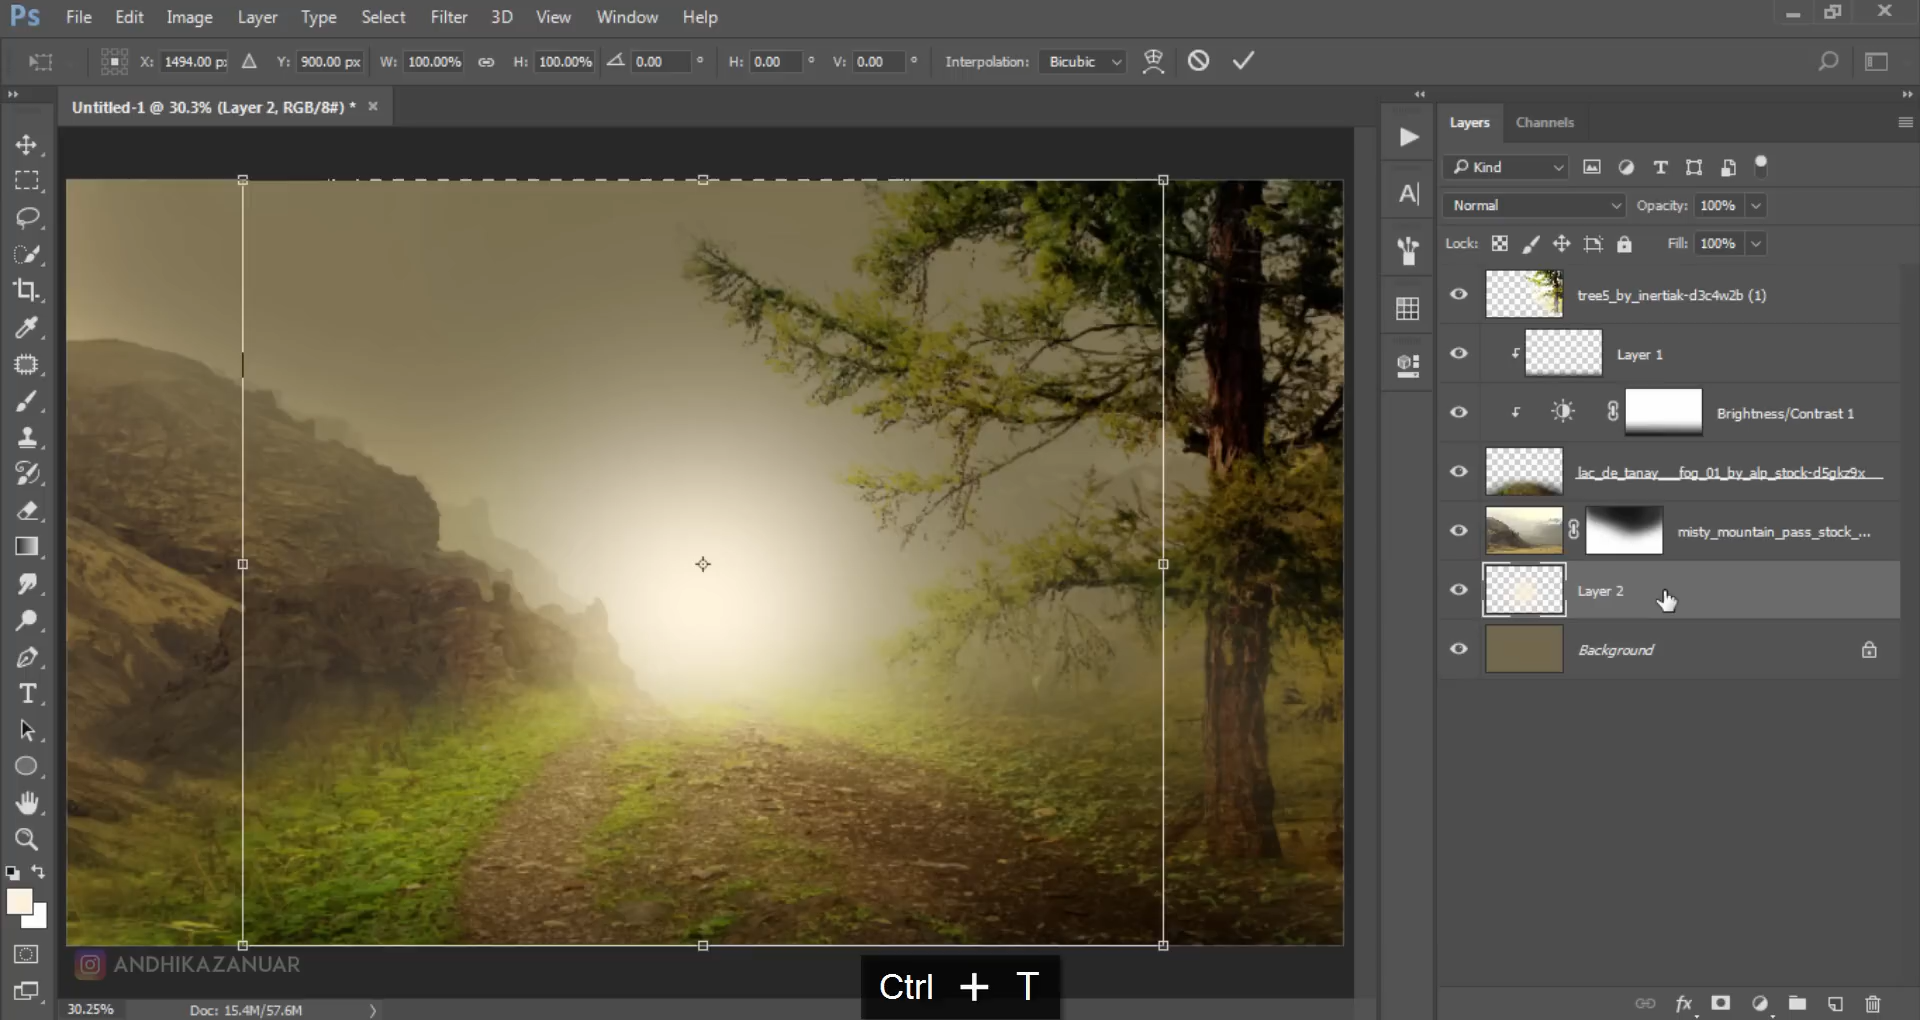 Ps File Edit Image Layer Type Select Filter 3D View Window Help
X: 1494.00 px Y: 900.00 px W: 100.00% H: 100.00% 0.00 ° H: 0.00 ° V: 0.00 ° Interpolation: Bicubic
Untitled-1 @ 30.3% (Layer 2, RGB/8#) * ×
Layers Channels
Kind
Normal Opacity: 100%
Lock: Fill: 100%
tree5_by_inertiak-d3c4w2b (1)
Layer 1
Brightness/Contrast 1
lac_de_tanay___fog_01_by_alp_stock-d5gkz9x
misty_mountain_pass_stock_...
Layer 2
Background
ANDHIKAZANUAR
Ctrl + T
30.25% Doc: 15.4M/57.6M
fx